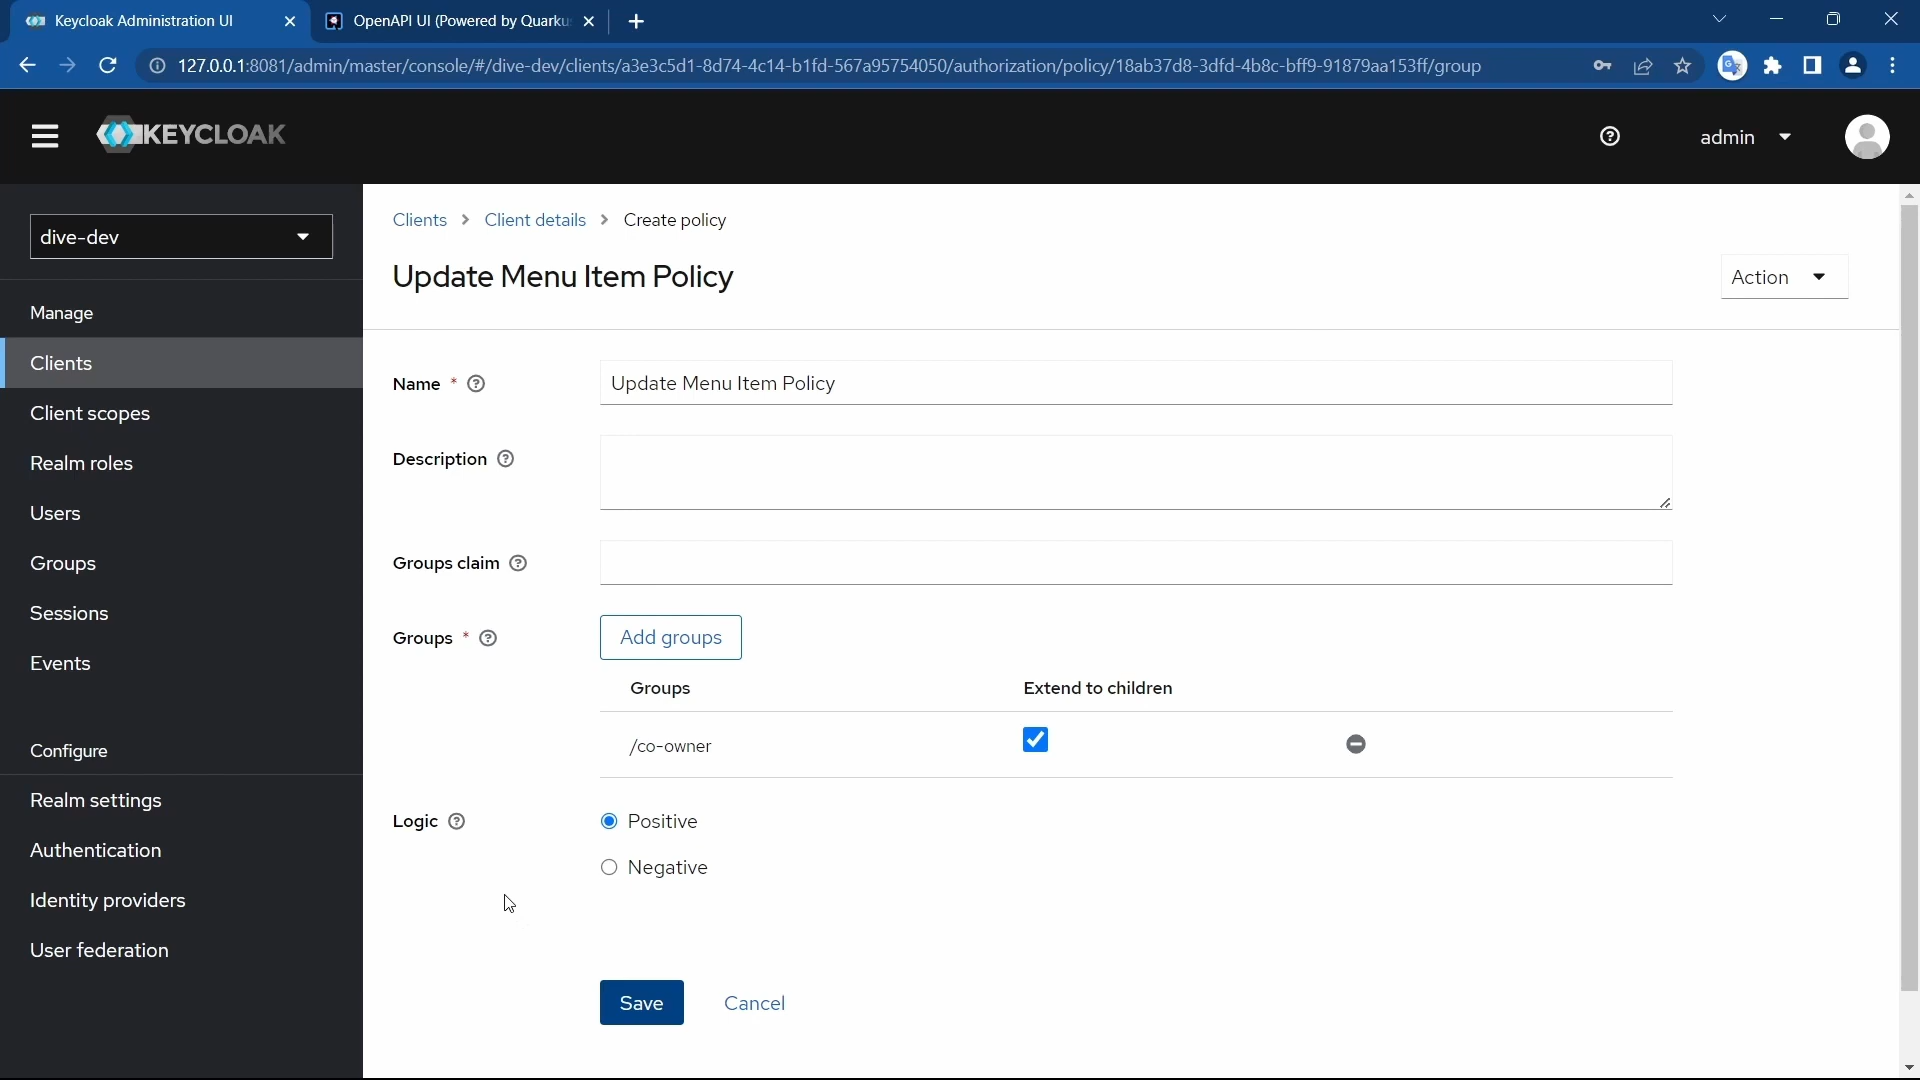 Keycloak Administration UI
OpenAPI UI (Powered by Quarku
127.0.0.1:8081/admin/master/console/#/dive-dev/clients/a3e3c5d1-8d74-4c14-b1fd-567a95754050/authorization/policy/18ab37d8-3dfd-4b8c-bff9-91879aa153ff/group
KEYCLOAK
admin
dive-dev
Manage
Clients
Client scopes
Realm roles
Users
Groups
Sessions
Events
Configure
Realm settings
Authentication
Identity providers
User federation
Clients > Client details > Create policy
Update Menu Item Policy
Action
Name *
Update Menu Item Policy
Description
Groups claim
Groups *
Add groups
Groups Extend to children
/co-owner
Logic
Positive
Negative
Save Cancel